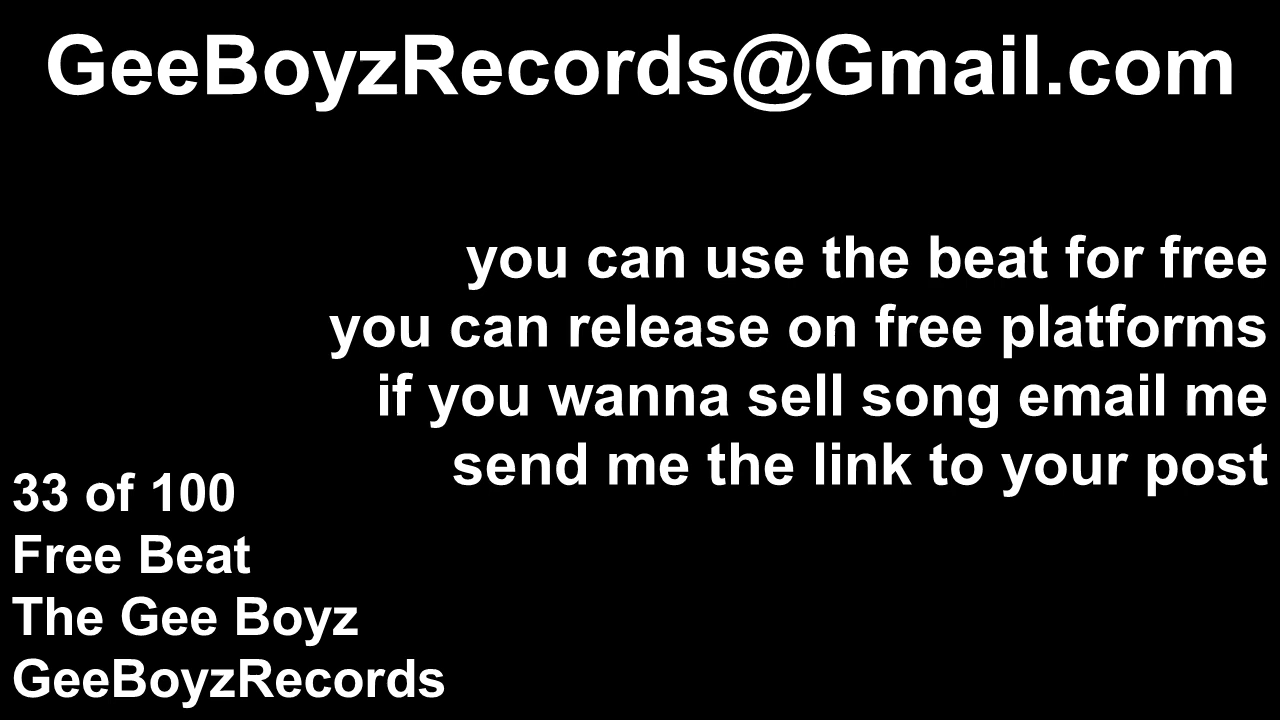 GeeBoyzRecords@Gmail.com
you can use the beat for free
you can release on free platforms
if you wanna sell song email me
send me the link to your post
33 of 100
Free Beat
The Gee Boyz
GeeBoyzRecords